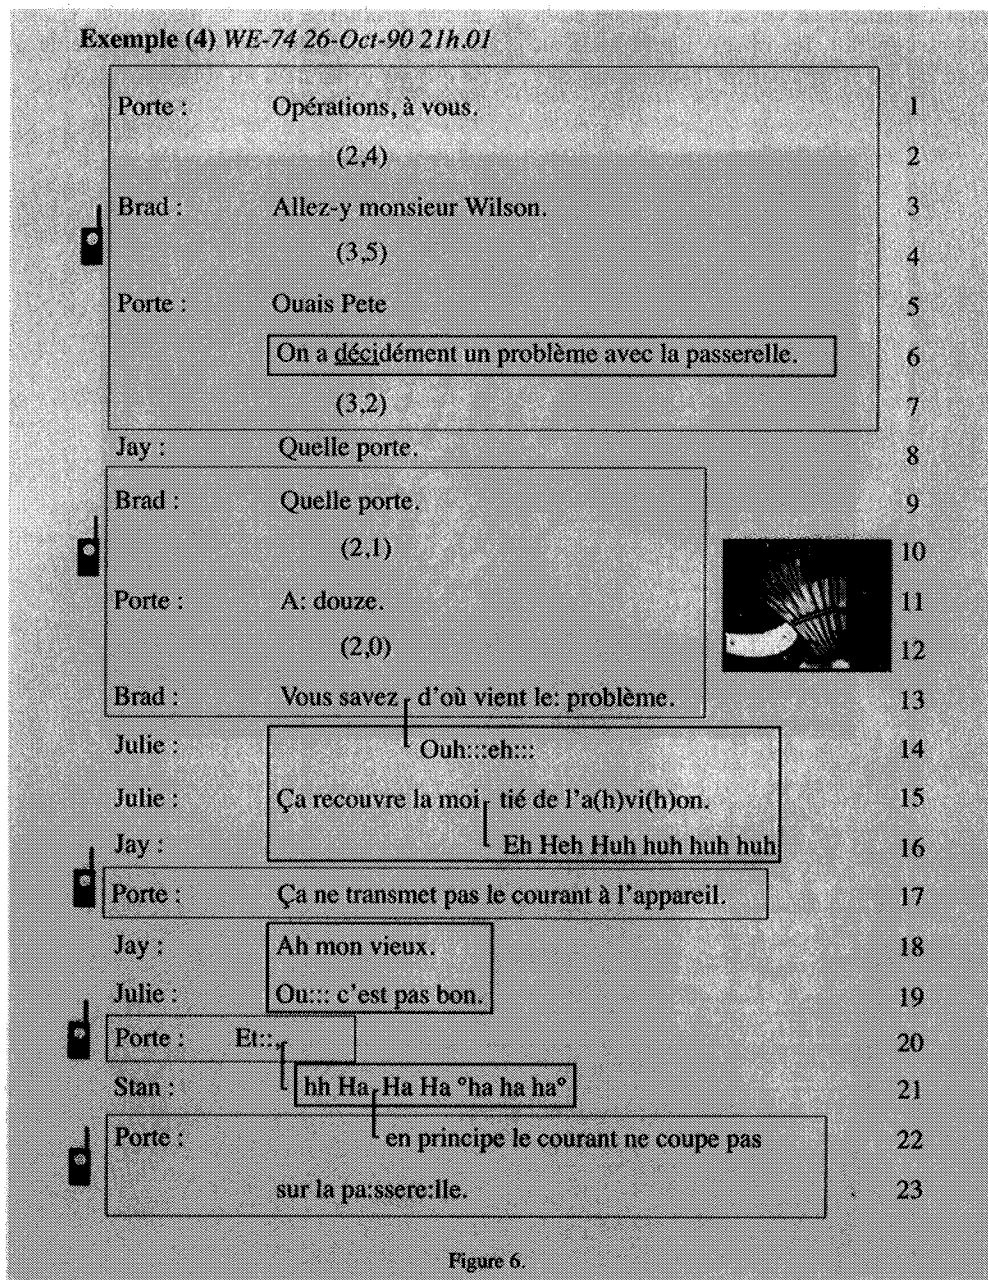 Exemple (4) WE-74 26-Oct-90 21h.01
Porte : Opérations, à vous. 1
(2,4) 2
Brad : Allez-y monsieur Wilson. 3
(3,5) 4
Porte : Ouais Pete 5
On a décidément un problème avec la passerelle. 6
(3,2) 7
Jay : Quelle porte. 8
Brad : Quelle porte. 9
(2,1) 10
Porte : A: douze. 11
(2,0) 12
Brad : Vous savez d'où vient le: problème. 13
Julie : Ouh:::eh::: 14
Julie : Ça recouvre la moi tié de l'a(h)vi(h)on. 15
Jay : Eh Heh Huh huh huh huh 16
Porte : Ça ne transmet pas le courant à l'appareil. 17
Jay : Ah mon vieux. 18
Julie : Ou::: c'est pas bon. 19
Porte : Et::, 20
Stan : hh Ha Ha Ha °ha ha ha° 21
Porte : en principe le courant ne coupe pas 22
sur la pa:ssere:lle. 23
Figure 6.